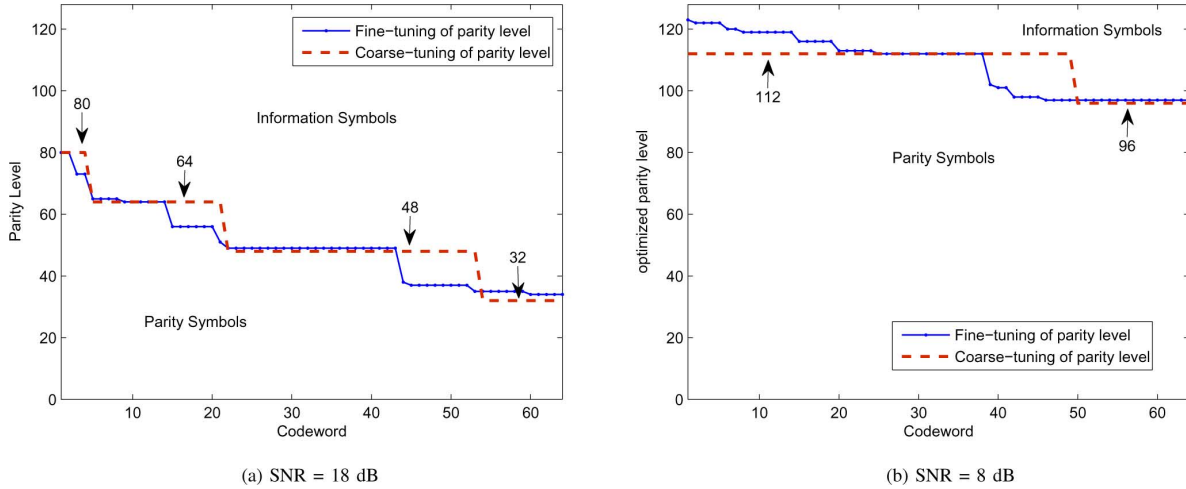 120
100
80
60
40
20
0
Parity Level
Fine-tuning of parity level
Coarse-tuning of parity level
80
Information Symbols
64
48
32
Parity Symbols
10
20
30
40
50
60
Codeword
(a) SNR = 18 dB
120
100
80
60
40
20
0
optimized parity level
Information Symbols
112
96
Parity Symbols
Fine-tuning of parity level
Coarse-tuning of parity level
10
20
30
40
50
60
Codeword
(b) SNR = 8 dB